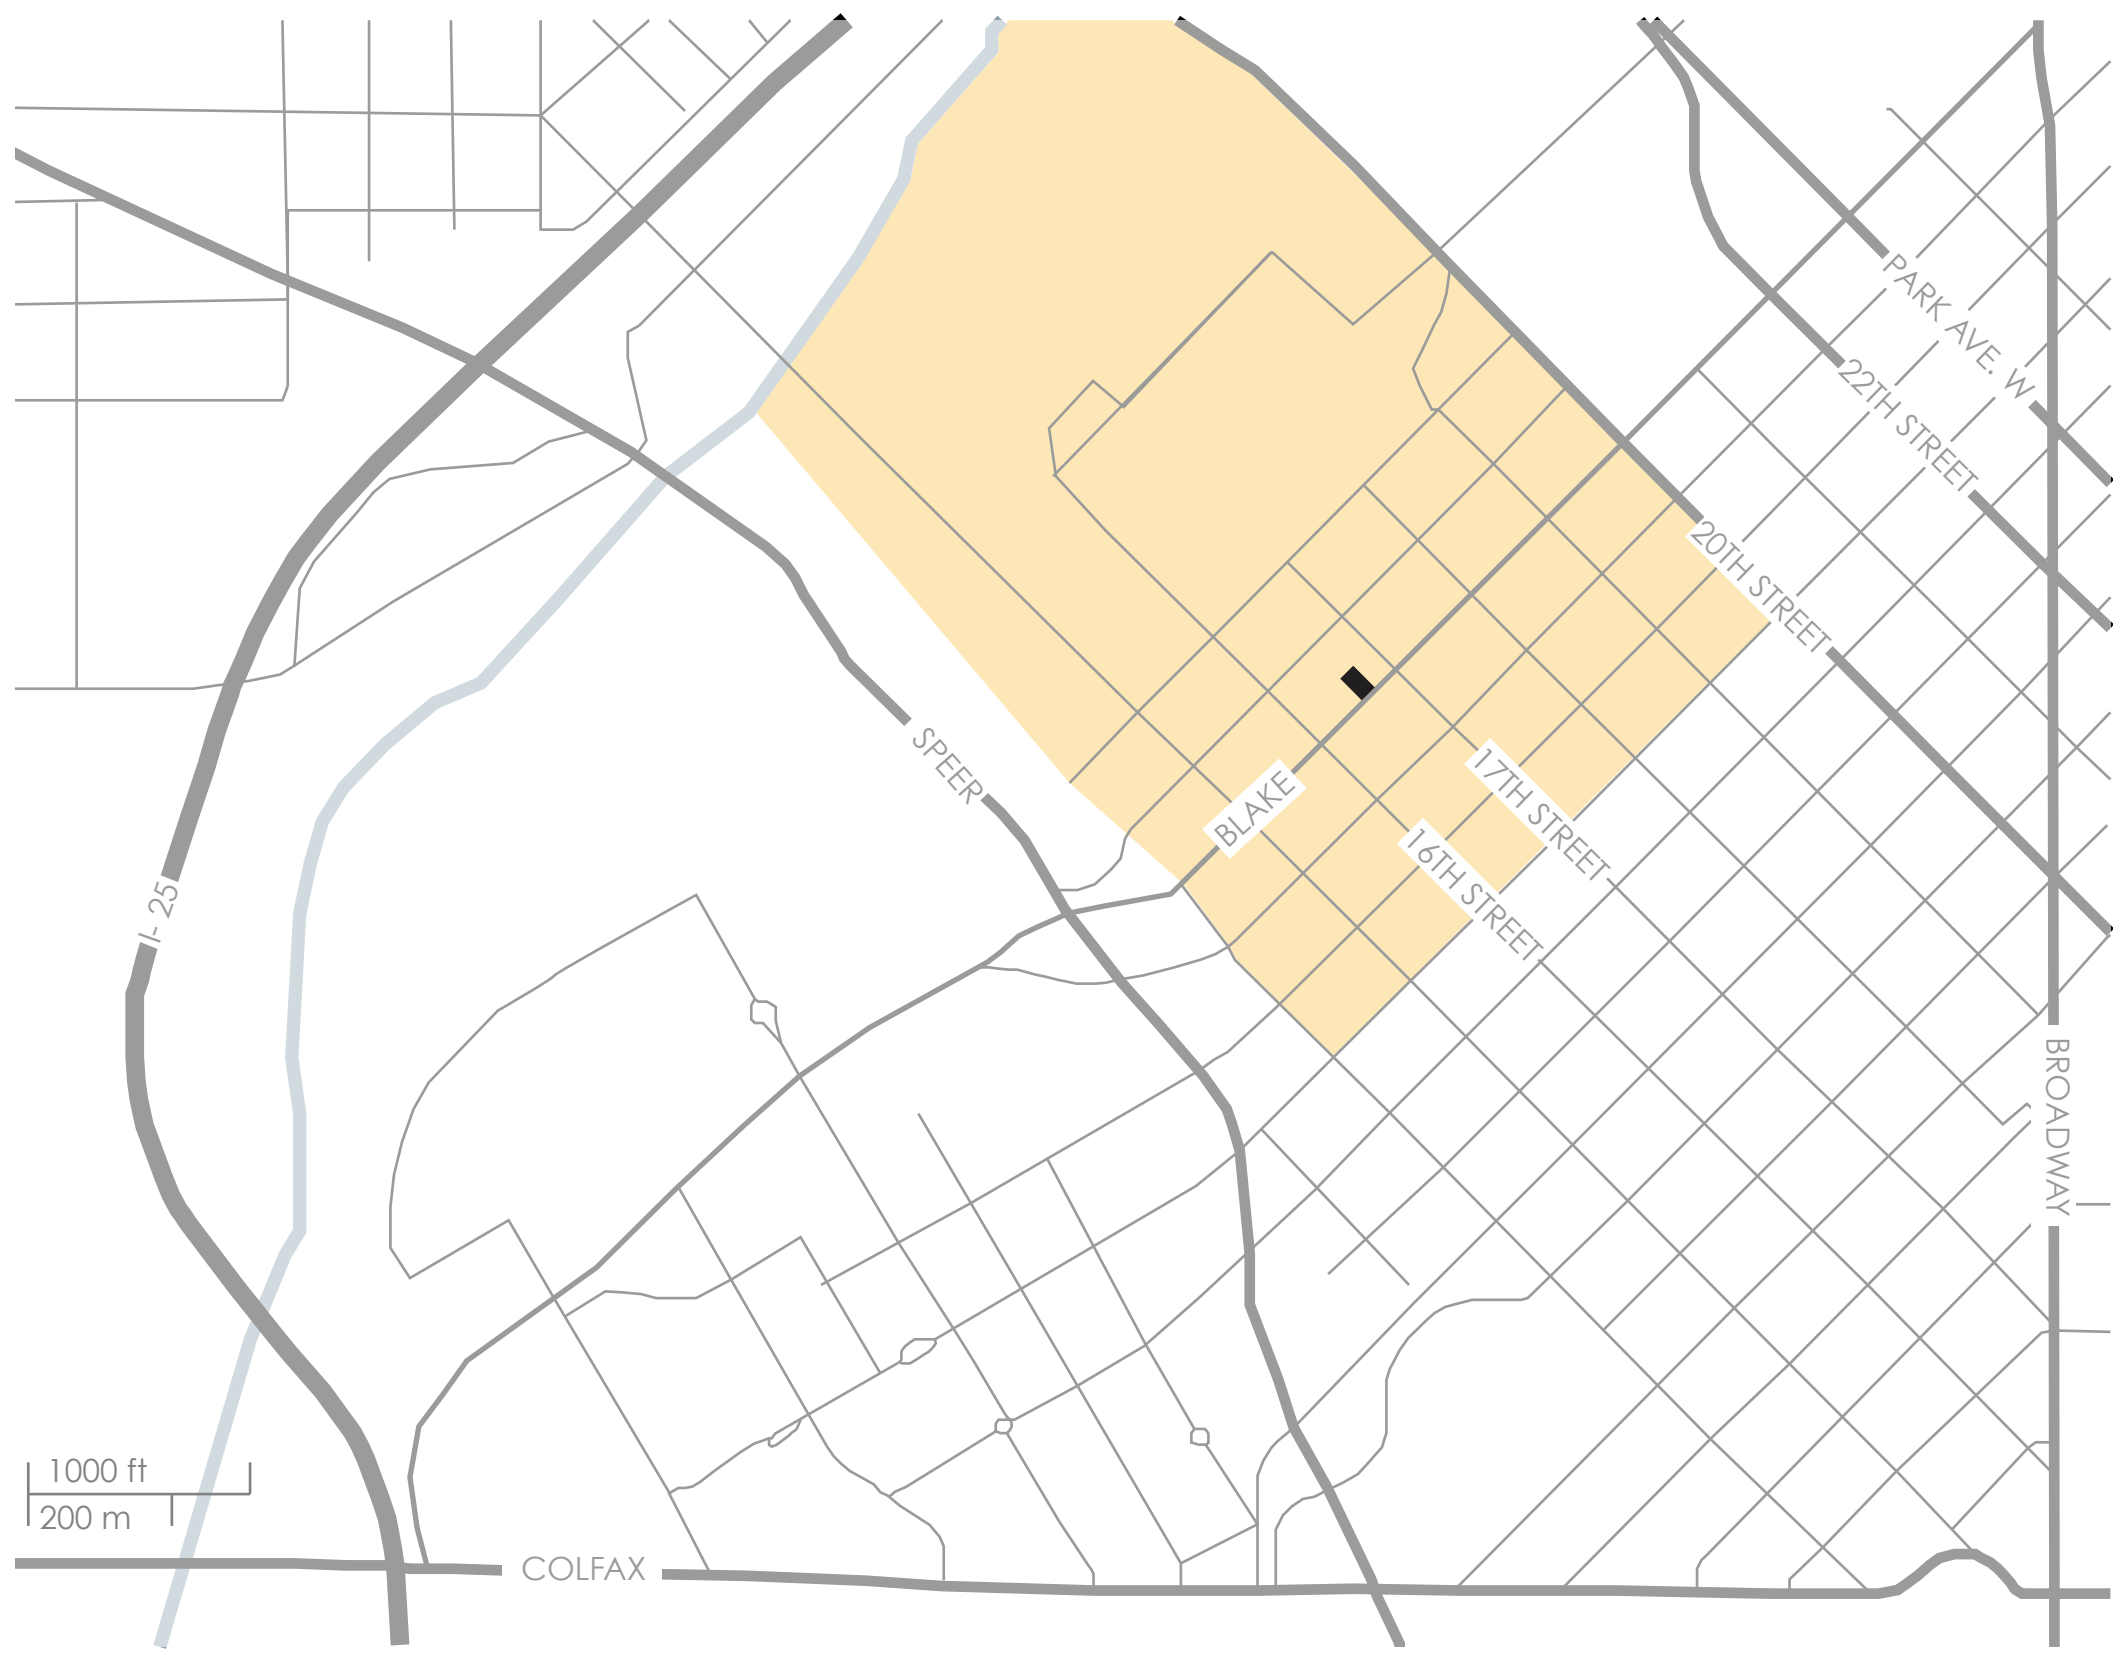 PARK AVE. W
22TH STREET
20TH STREET
SPEER
17TH STREET
BLAKE
16TH STREET
I- 25
BROADWAY
1000 ft
200 m
COLFAX